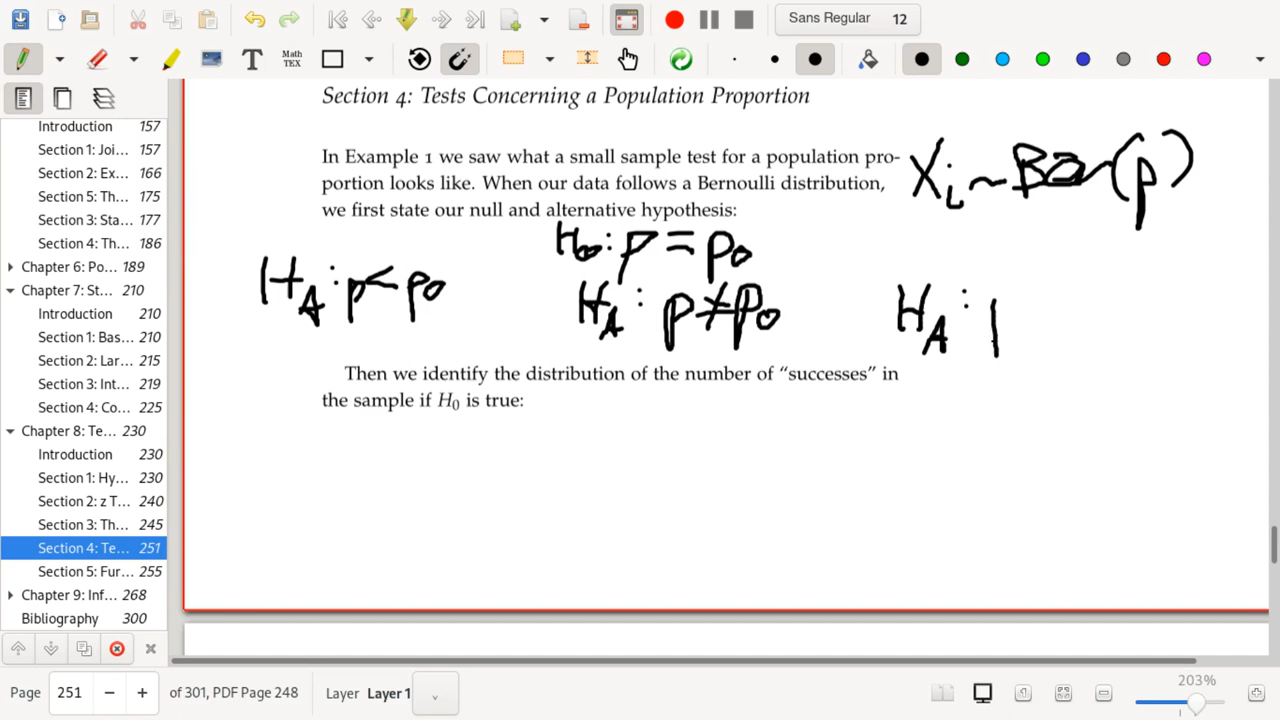 Sans Regular 12
T Math TEX
Introduction 157
Section 1: Joi... 157
Section 2: Ex... 166
Section 5: Th... 175
Section 3: Sta... 177
Section 4: Th... 186
Chapter 6: Po... 189
Chapter 7: St... 210
Introduction 210
Section 1: Bas... 210
Section 2: Lar... 215
Section 3: Int... 219
Section 4: Co... 225
Chapter 8: Te... 230
Introduction 230
Section 1: Hy... 230
Section 2: z T... 240
Section 3: Th... 245
Section 4: Te... 251
Section 5: Fur... 255
Chapter 9: Inf... 268
Bibliography 300
Section 4: Tests Concerning a Population Proportion
In Example 1 we saw what a small sample test for a population pro-
portion looks like. When our data follows a Bernoulli distribution,
we first state our null and alternative hypothesis:
X_i ~ Ber(p)
H_0: p = p_0
H_A: p < p_0
H_A: p ≠ p_0
H_A: |
Then we identify the distribution of the number of “successes” in
the sample if H_0 is true:
Page 251 of 301, PDF Page 248 Layer Layer 1 203%